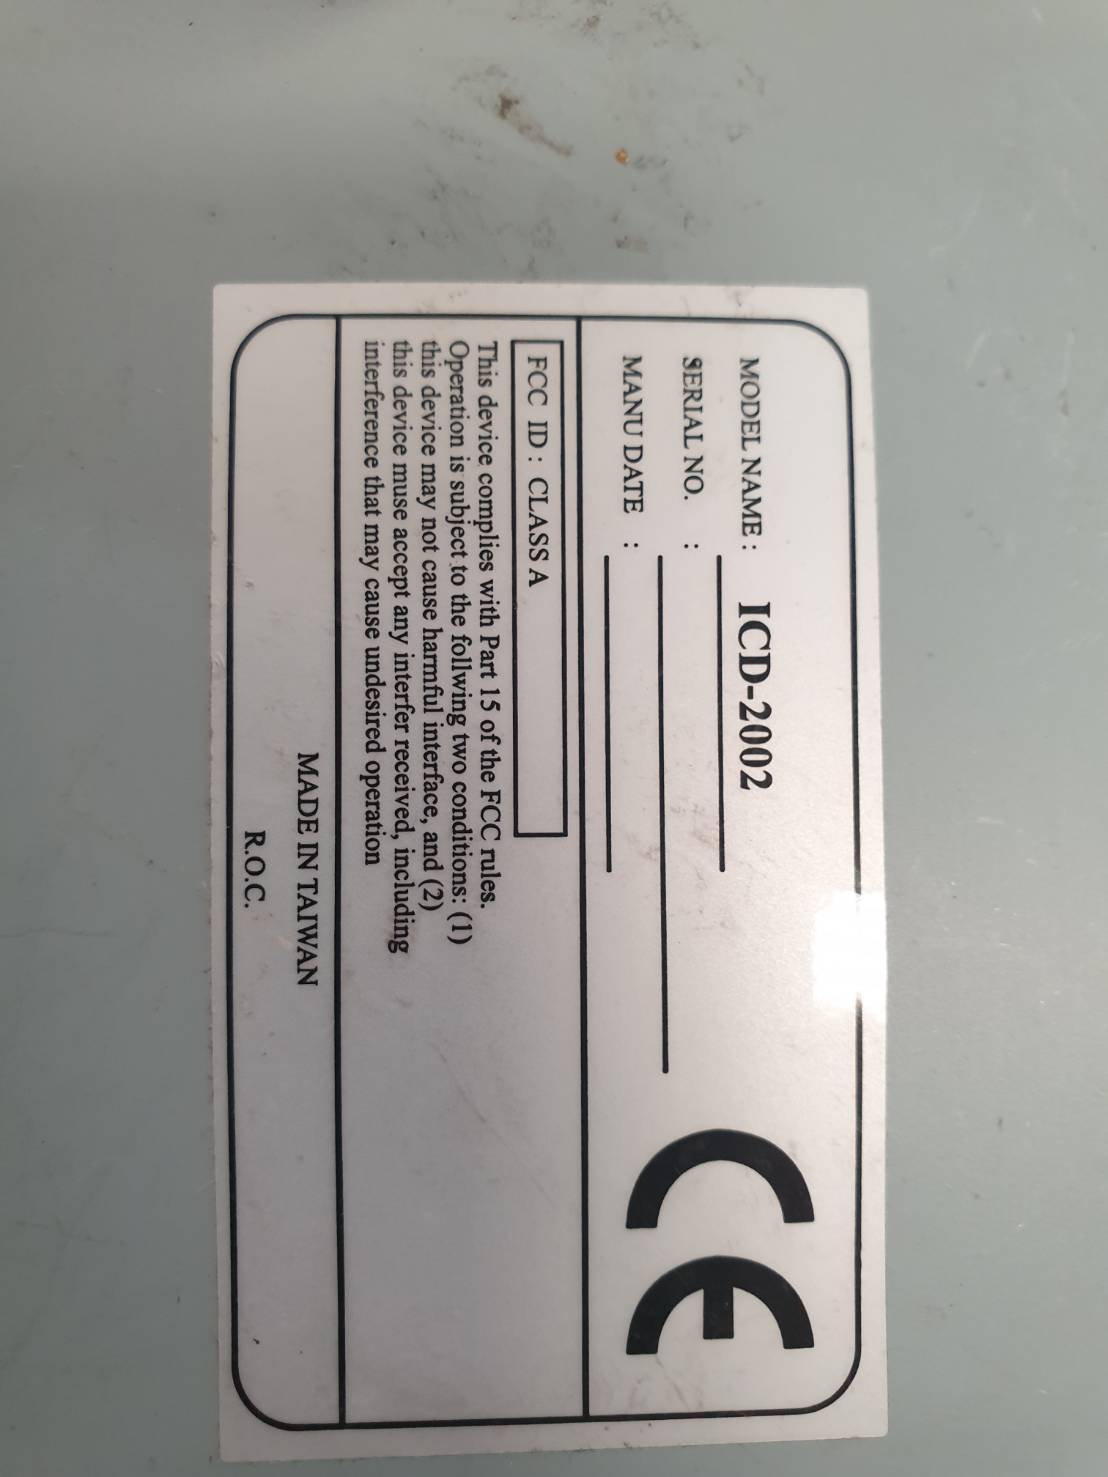 MODEL NAME : ICD-2002
SERIAL NO. :
MANU DATE :
CE
FCC ID : CLASS A
This device complies with Part 15 of the FCC rules.
Operation is subject to the follwing two conditions: (1)
this device may not cause harmful interface, and (2)
this device muse accept any interfer received, including
interference that may cause undesired operation
MADE IN TAIWAN
R.O.C.